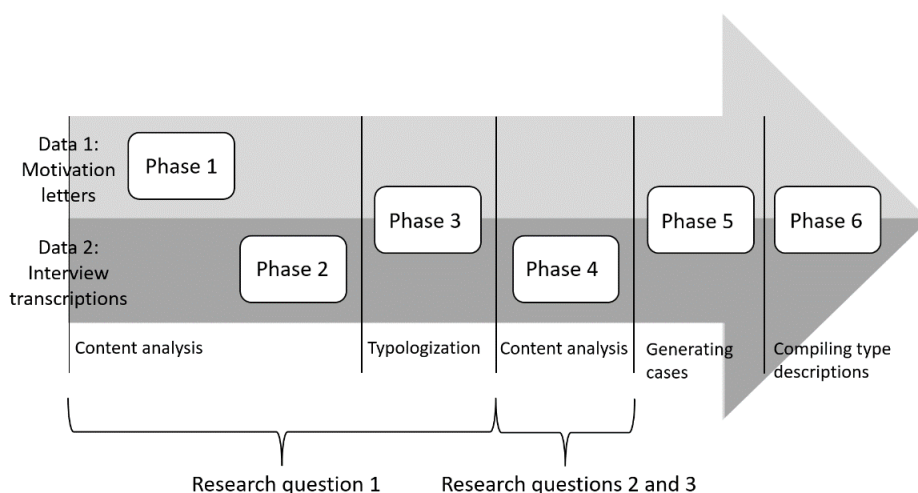 Data 1:
Motivation
letters
Phase 1
Phase 3
Phase 5
Phase 6
Data 2:
Interview
transcriptions
Phase 2
Phase 4
Content analysis
Typologization
Content analysis
Generating
cases
Compiling type
descriptions
Research question 1
Research questions 2 and 3